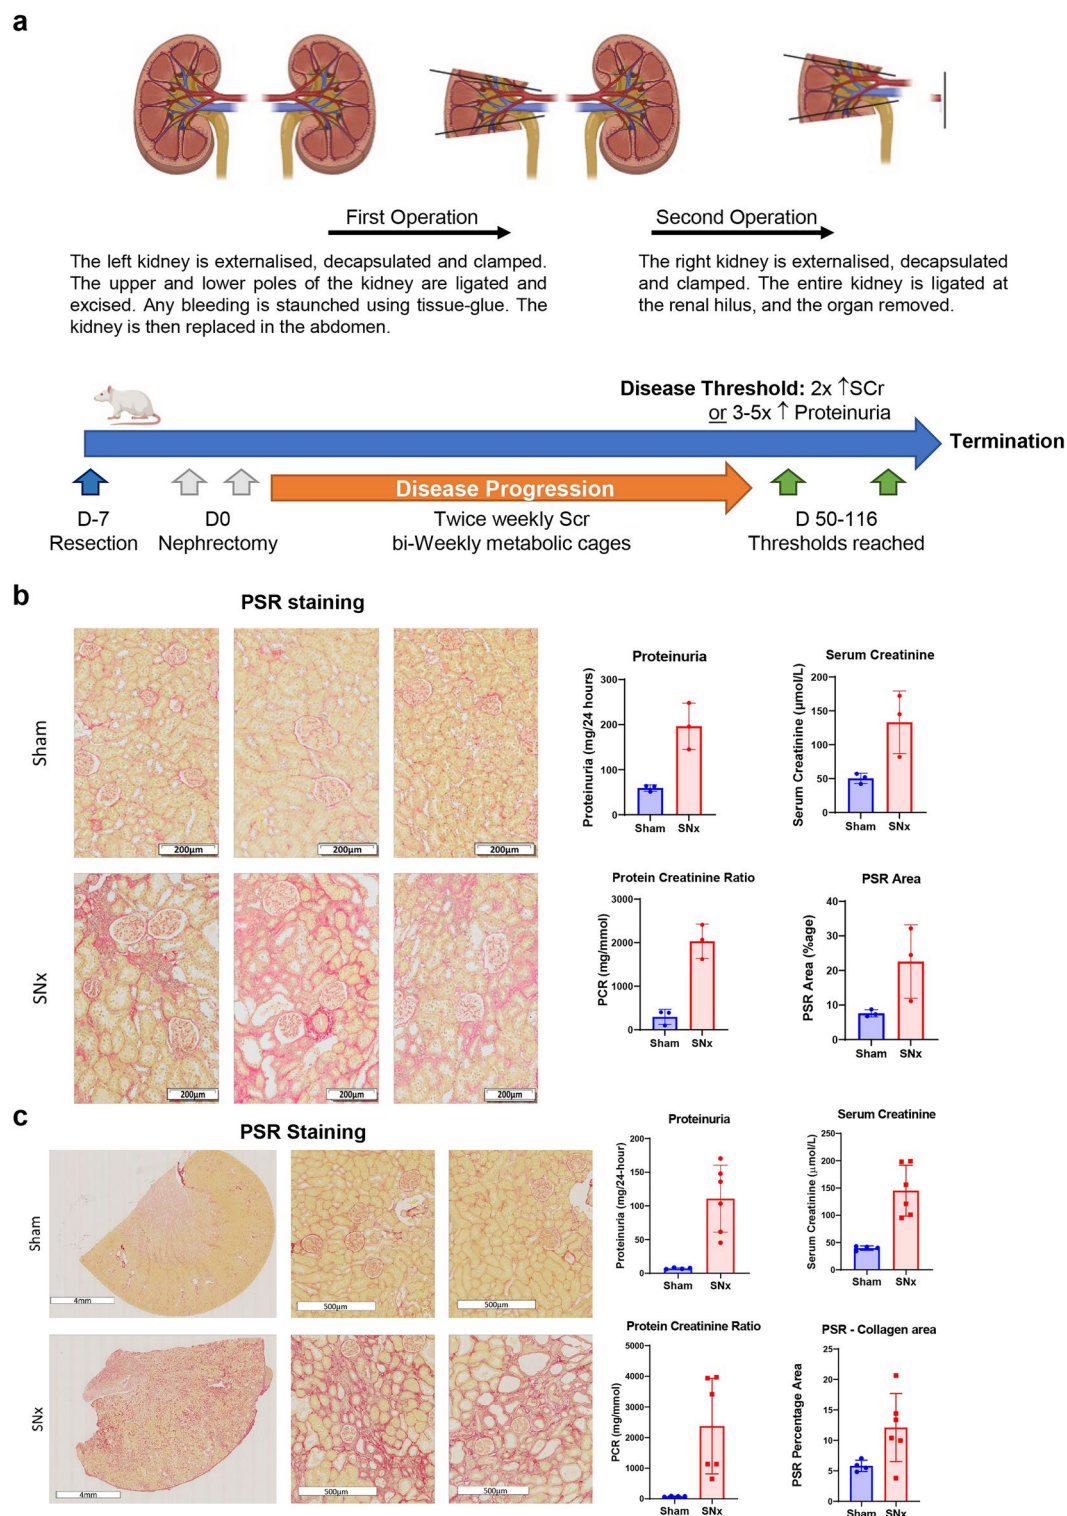 a
First Operation
Second Operation
The left kidney is externalised, decapsulated and clamped.
The upper and lower poles of the kidney are ligated and
excised. Any bleeding is staunched using tissue-glue. The
kidney is then replaced in the abdomen.
The right kidney is externalised, decapsulated
and clamped. The entire kidney is ligated at
the renal hilus, and the organ removed.
Disease Threshold: 2x ↑SCr
or 3-5x ↑ Proteinuria
Termination
Disease Progression
D-7
Resection
D0
Nephrectomy
Twice weekly Scr
bi-Weekly metabolic cages
D 50-116
Thresholds reached
b
PSR staining
Sham
200µm
200µm
200µm
SNx
200µm
200µm
200µm
Proteinuria
Proteinuria (mg/24 hours)
300
200
100
0
Sham
SNx
Serum Creatinine
Serum Creatinine (µmol/L)
200
150
100
50
0
Sham
SNx
Protein Creatinine Ratio
PCR (mg/mmol)
3000
2000
1000
0
Sham
SNx
PSR Area
PSR Area (%age)
40
30
20
10
0
Sham
SNx
c
PSR Staining
Sham
4mm
500µm
500µm
SNx
4mm
500µm
500µm
Proteinuria
Proteinuria (mg/24-hour)
200
150
100
50
0
Sham
SNx
Serum Creatinine
Serum Creatinine (µmol/L)
250
200
150
100
50
0
Sham
SNx
Protein Creatinine Ratio
PCR (mg/mmol)
5000
4000
3000
2000
1000
0
Sham
SNx
PSR - Collagen area
PSR Percentage Area
25
20
15
10
5
0
Sham
SNx